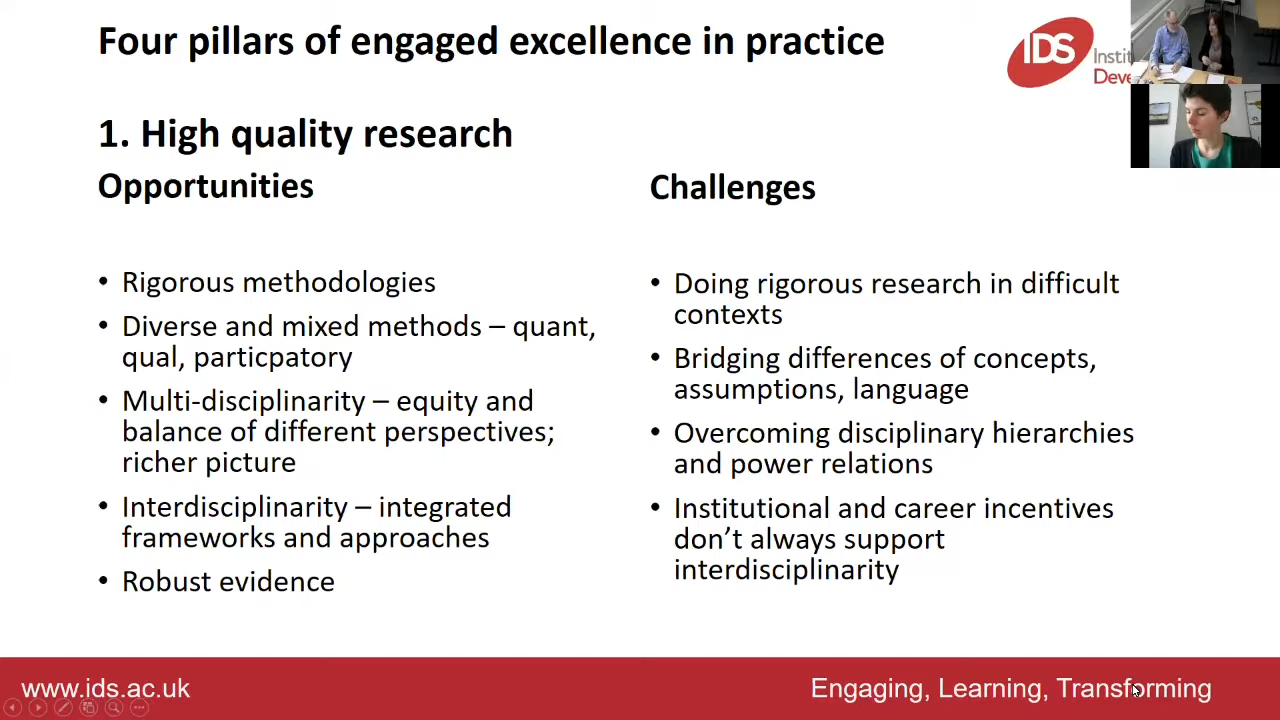 Four pillars of engaged excellence in practice
IDS
1. High quality research
Opportunities
• Rigorous methodologies
• Diverse and mixed methods – quant,
qual, particpatory
• Multi-disciplinarity – equity and
balance of different perspectives;
richer picture
• Interdisciplinarity – integrated
frameworks and approaches
• Robust evidence
Challenges
• Doing rigorous research in difficult
contexts
• Bridging differences of concepts,
assumptions, language
• Overcoming disciplinary hierarchies
and power relations
• Institutional and career incentives
don’t always support
interdisciplinarity
www.ids.ac.uk
Engaging, Learning, Transforming